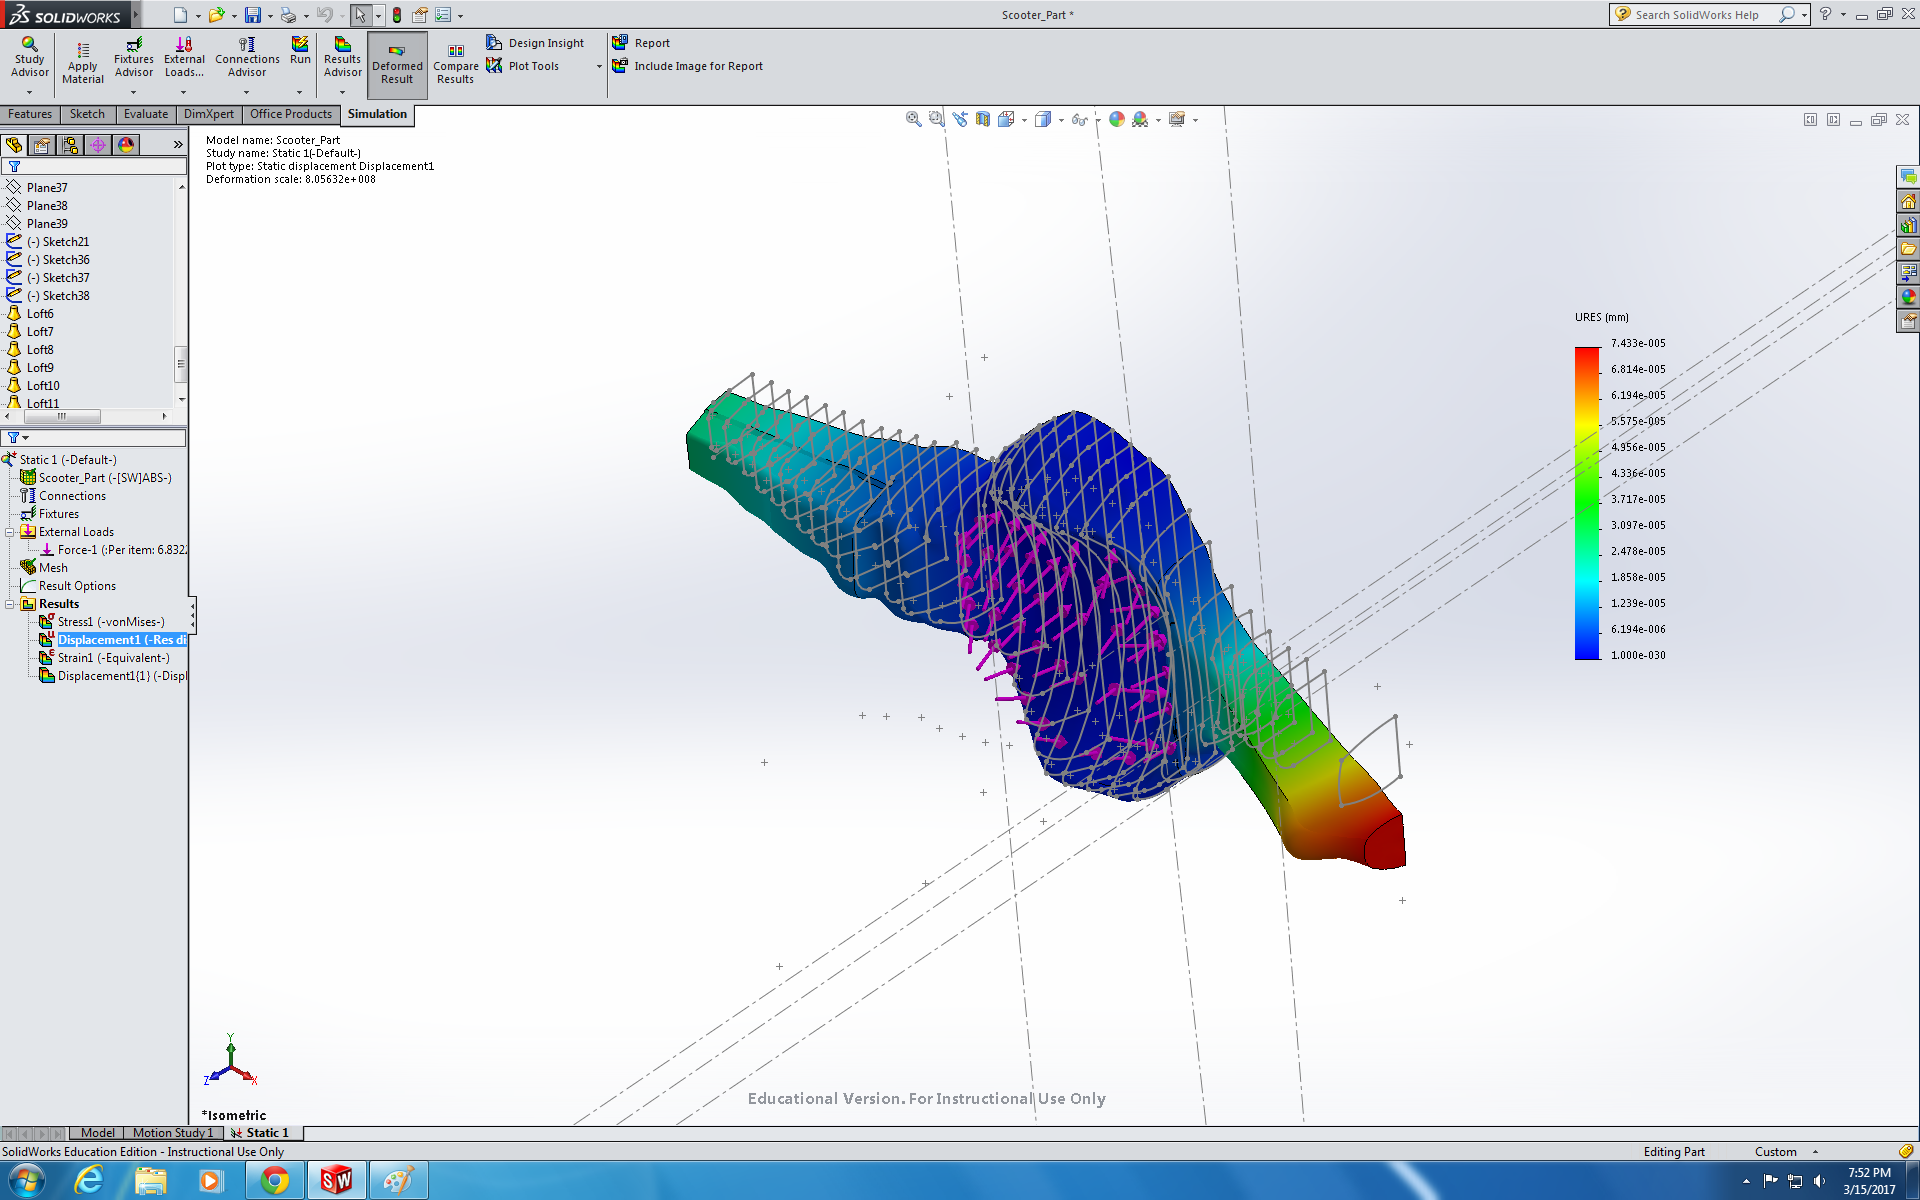 SOLIDWORKS
Scooter_Part *
Search SolidWorks Help
Study Advisor
Apply Material
Fixtures Advisor
External Loads...
Connections Advisor
Run
Results Advisor
Deformed Result
Compare Results
Design Insight
Plot Tools
Report
Include Image for Report
Features
Sketch
Evaluate
DimXpert
Office Products
Simulation
Plane37
Plane38
Plane39
(-) Sketch21
(-) Sketch36
(-) Sketch37
(-) Sketch38
Loft6
Loft7
Loft8
Loft9
Loft10
Loft11
Static 1 (-Default-)
Scooter_Part (-[SW]ABS-)
Connections
Fixtures
External Loads
Force-1 (:Per item: 6.832
Mesh
Result Options
Results
Stress1 (-vonMises-)
Displacement1 (-Res di
Strain1 (-Equivalent-)
Displacement1{1} (-Displ
Model name: Scooter_Part
Study name: Static 1(-Default-)
Plot type: Static displacement Displacement1
Deformation scale: 8.05632e+008
URES (mm)
7.433e-005
6.814e-005
6.194e-005
5.575e-005
4.956e-005
4.336e-005
3.717e-005
3.097e-005
2.478e-005
1.858e-005
1.239e-005
6.194e-006
1.000e-030
Y
Z
X
*Isometric
Educational Version. For Instructional Use Only
Model
Motion Study 1
Static 1
SolidWorks Education Edition - Instructional Use Only
Editing Part
Custom
SW
7:52 PM
3/15/2017